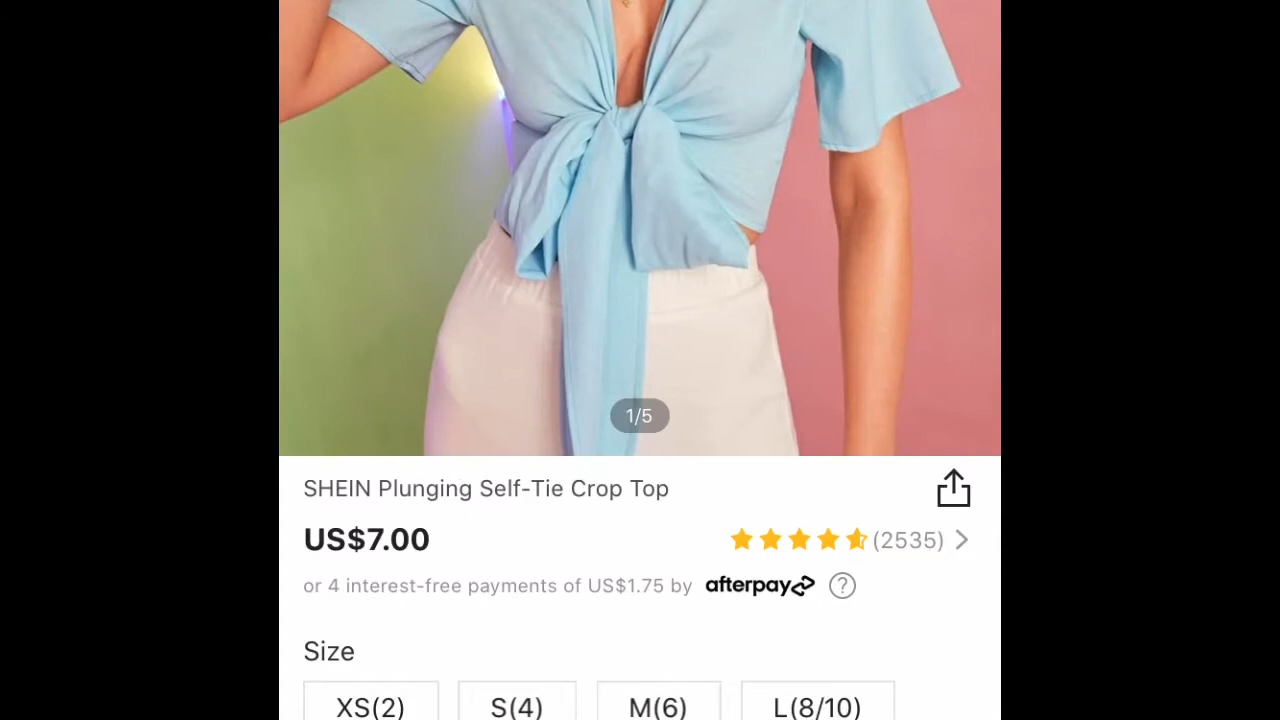 1/5
SHEIN Plunging Self-Tie Crop Top
US$7.00
(2535)
or 4 interest-free payments of US$1.75 by afterpay ?
Size
XS(2) S(4) M(6) L(8/10)